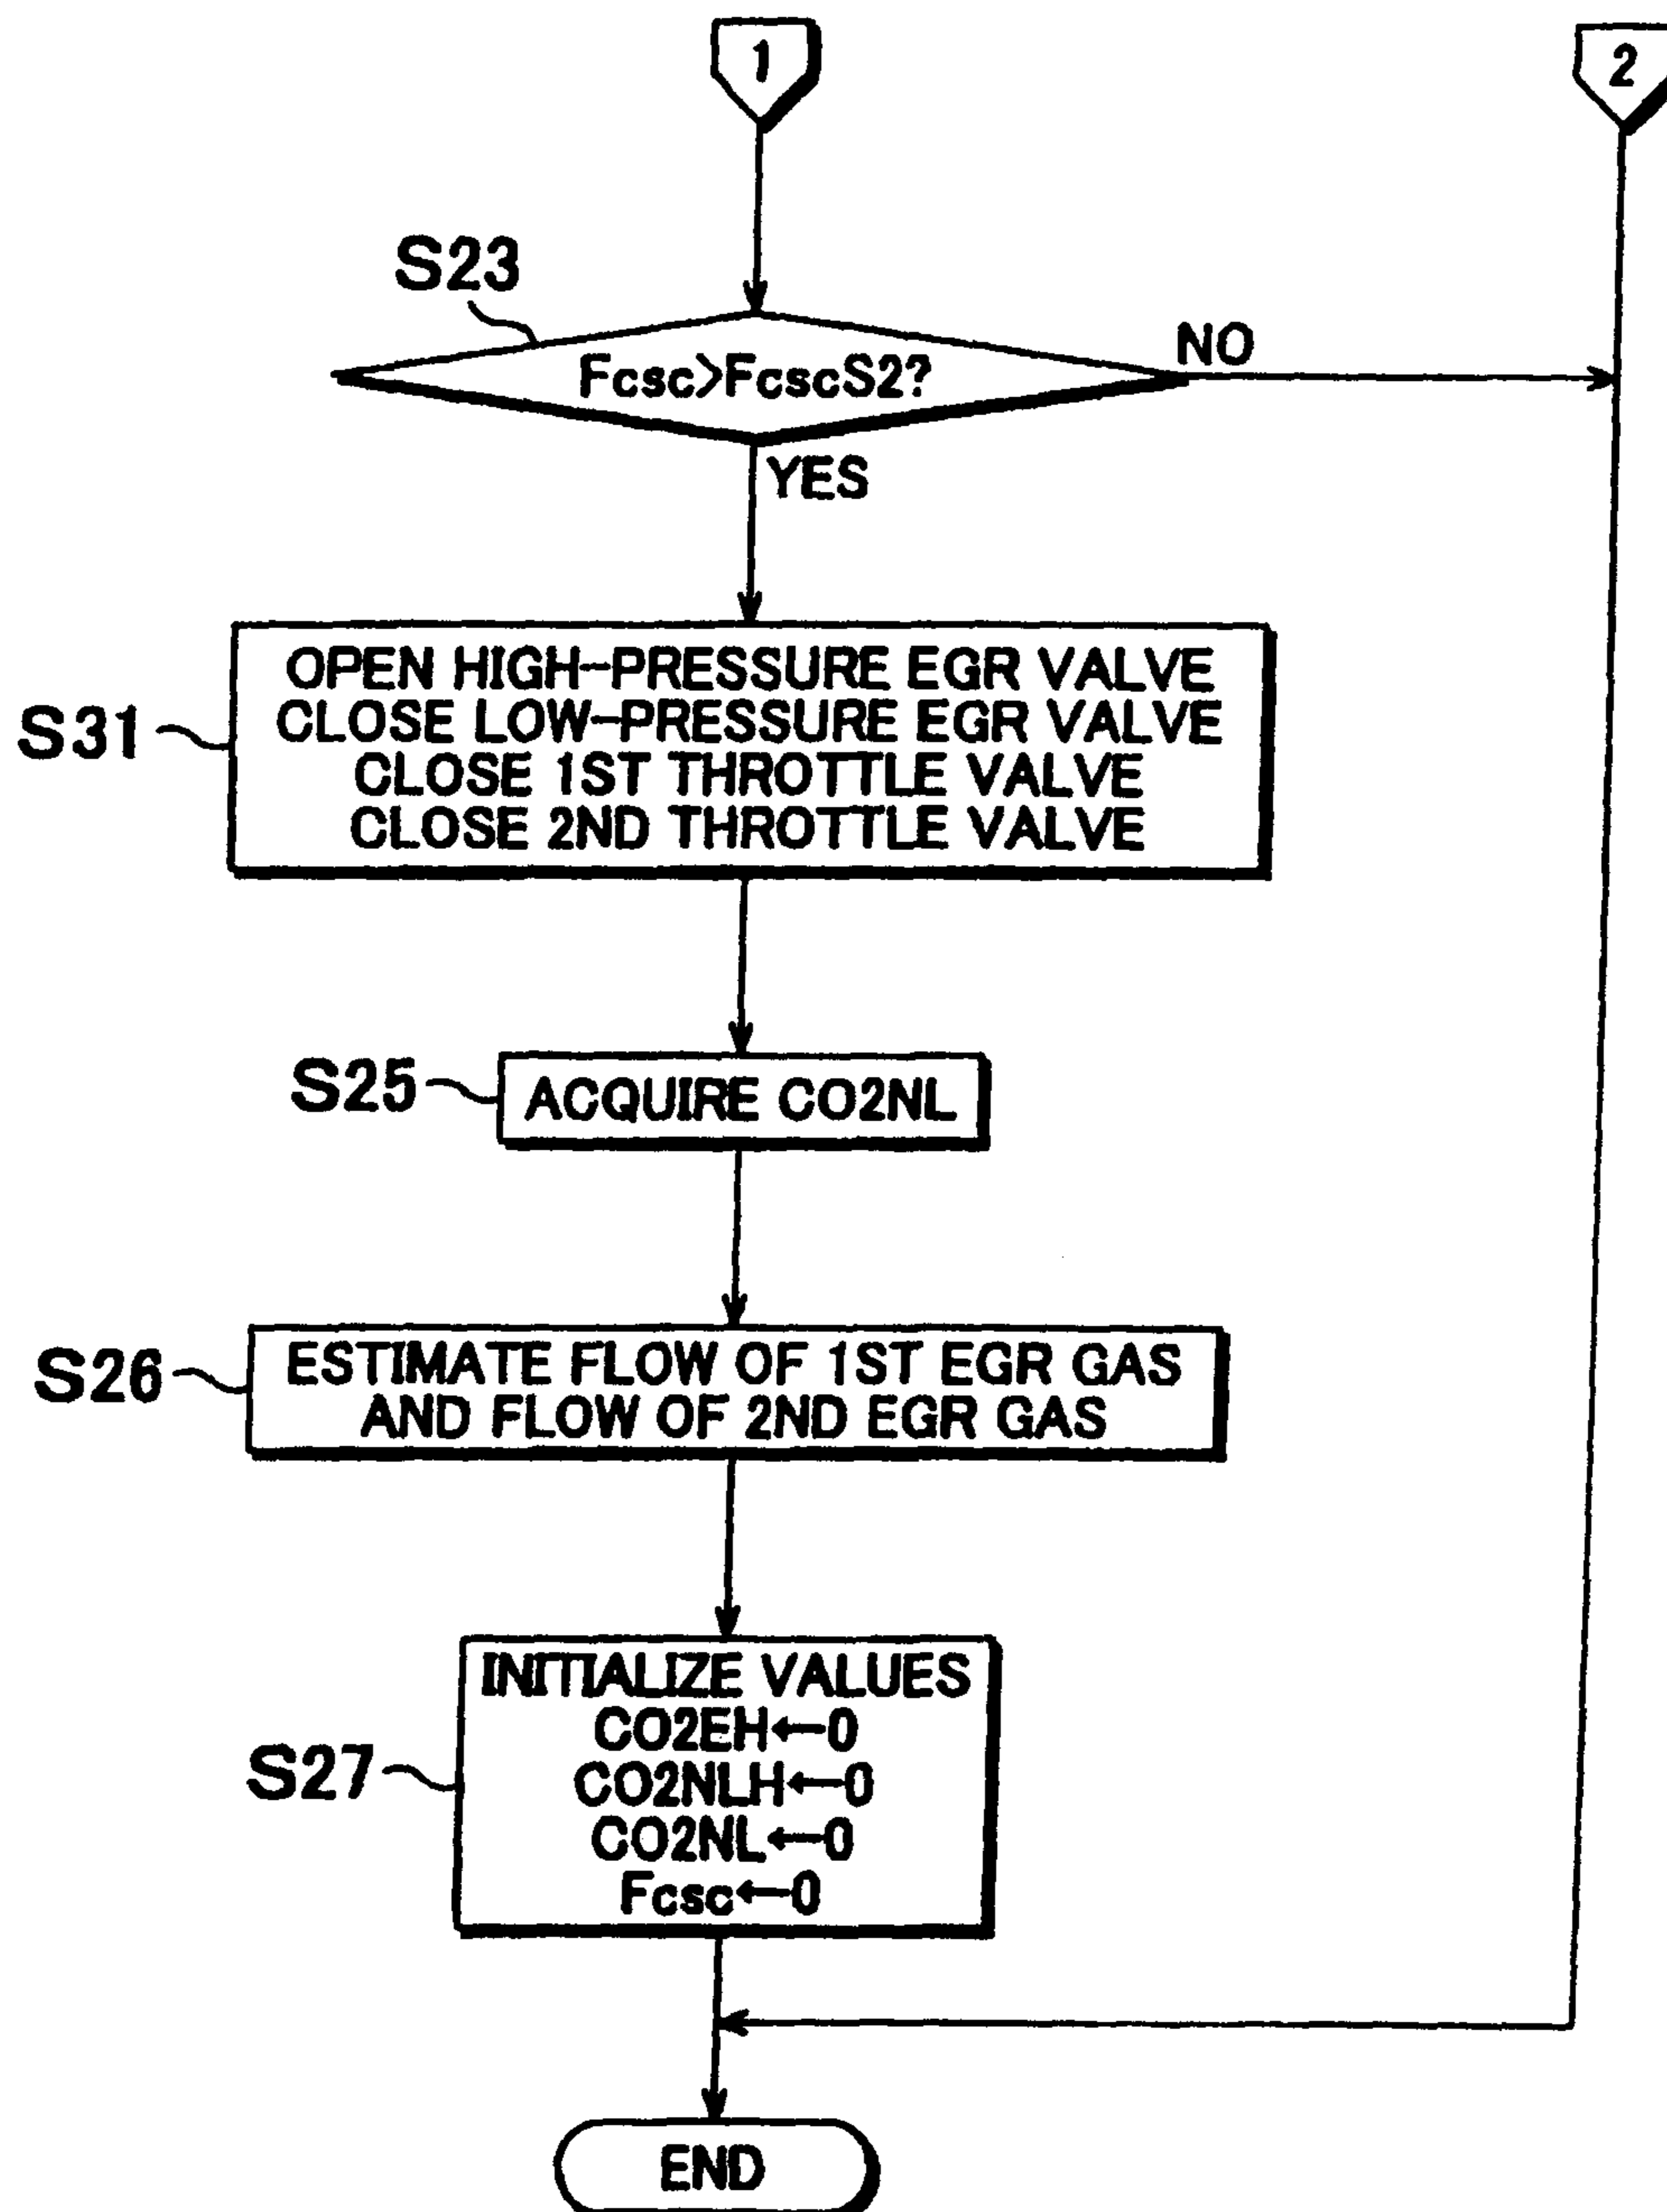 1
2
S23
Fcsc>FcscS2?
NO
YES
S31
OPEN HIGH-PRESSURE EGR VALVE
CLOSE LOW-PRESSURE EGR VALVE
CLOSE 1ST THROTTLE VALVE
CLOSE 2ND THROTTLE VALVE
S25
ACQUIRE CO2NL
S26
ESTIMATE FLOW OF 1ST EGR GAS
AND FLOW OF 2ND EGR GAS
S27
INITIALIZE VALUES
CO2EH←0
CO2NLH←0
CO2NL←0
Fcsc←0
END